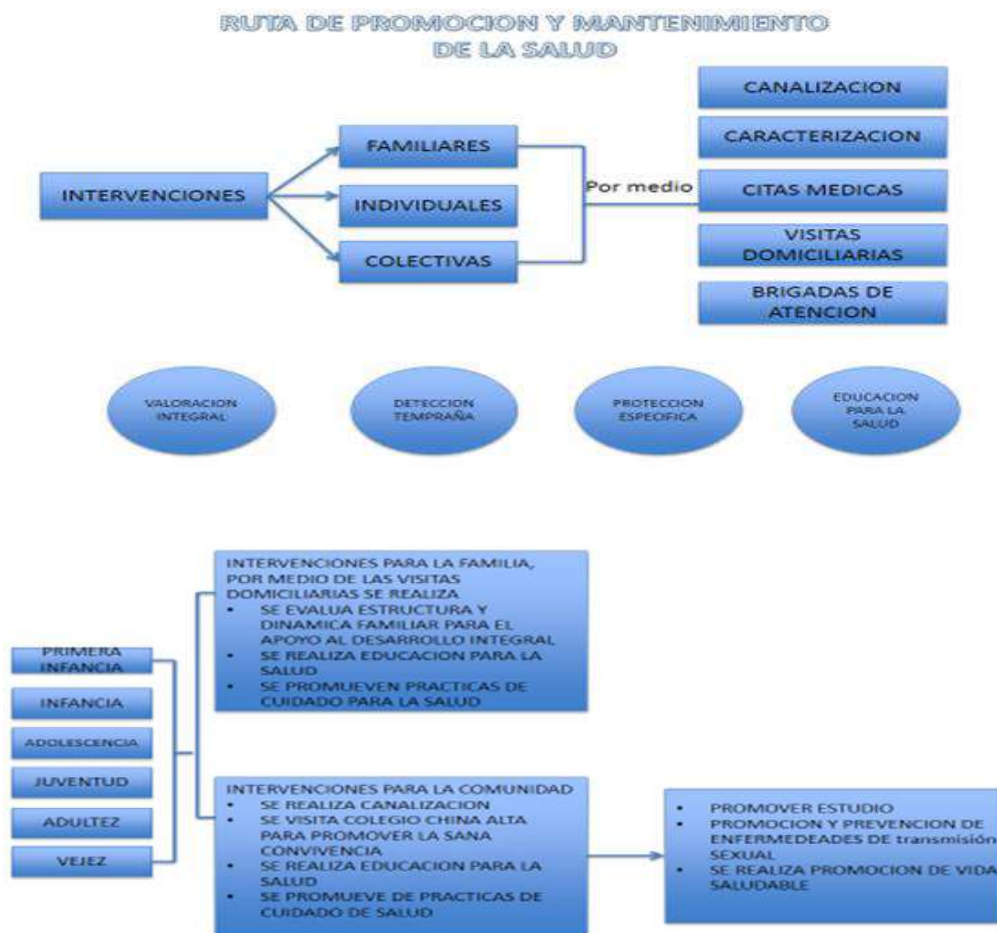 RUTA DE PROMOCION Y MANTENIMIENTO
DE LA SALUD
INTERVENCIONES
FAMILIARES
INDIVIDUALES
COLECTIVAS
Por medio
CANALIZACION
CARACTERIZACION
CITAS MEDICAS
VISITAS
DOMICILIARIAS
BRIGADAS DE
ATENCION
VALORACION
INTEGRAL
DETECCION
TEMPRAÑA
PROTECCION
ESPECIFICA
EDUCACION
PARA LA
SALUD
PRIMERA
INFANCIA
INFANCIA
ADOLESCENCIA
JUVENTUD
ADULTEZ
VEJEZ
INTERVENCIONES PARA LA FAMILIA,
POR MEDIO DE LAS VISITAS
DOMICILIARIAS SE REALIZA
• SE EVALUA ESTRUCTURA Y
DINAMICA FAMILIAR PARA EL
APOYO AL DESARROLLO INTEGRAL
• SE REALIZA EDUCACION PARA LA
SALUD
• SE PROMUEVEN PRACTICAS DE
CUIDADO PARA LA SALUD
INTERVENCIONES PARA LA COMUNIDAD
• SE REALIZA CANALIZACION
• SE VISITA COLEGIO CHINA ALTA
PARA PROMOVER LA SANA
CONVIVENCIA
• SE REALIZA EDUCACION PARA LA
SALUD
• SE PROMUEVE DE PRACTICAS DE
CUIDADO DE SALUD
• PROMOVER ESTUDIO
• PROMOCION Y PREVENCION DE
ENFERMEDEADES DE transmisión
SEXUAL
• SE REALIZA PROMOCION DE VIDA
SALUDABLE